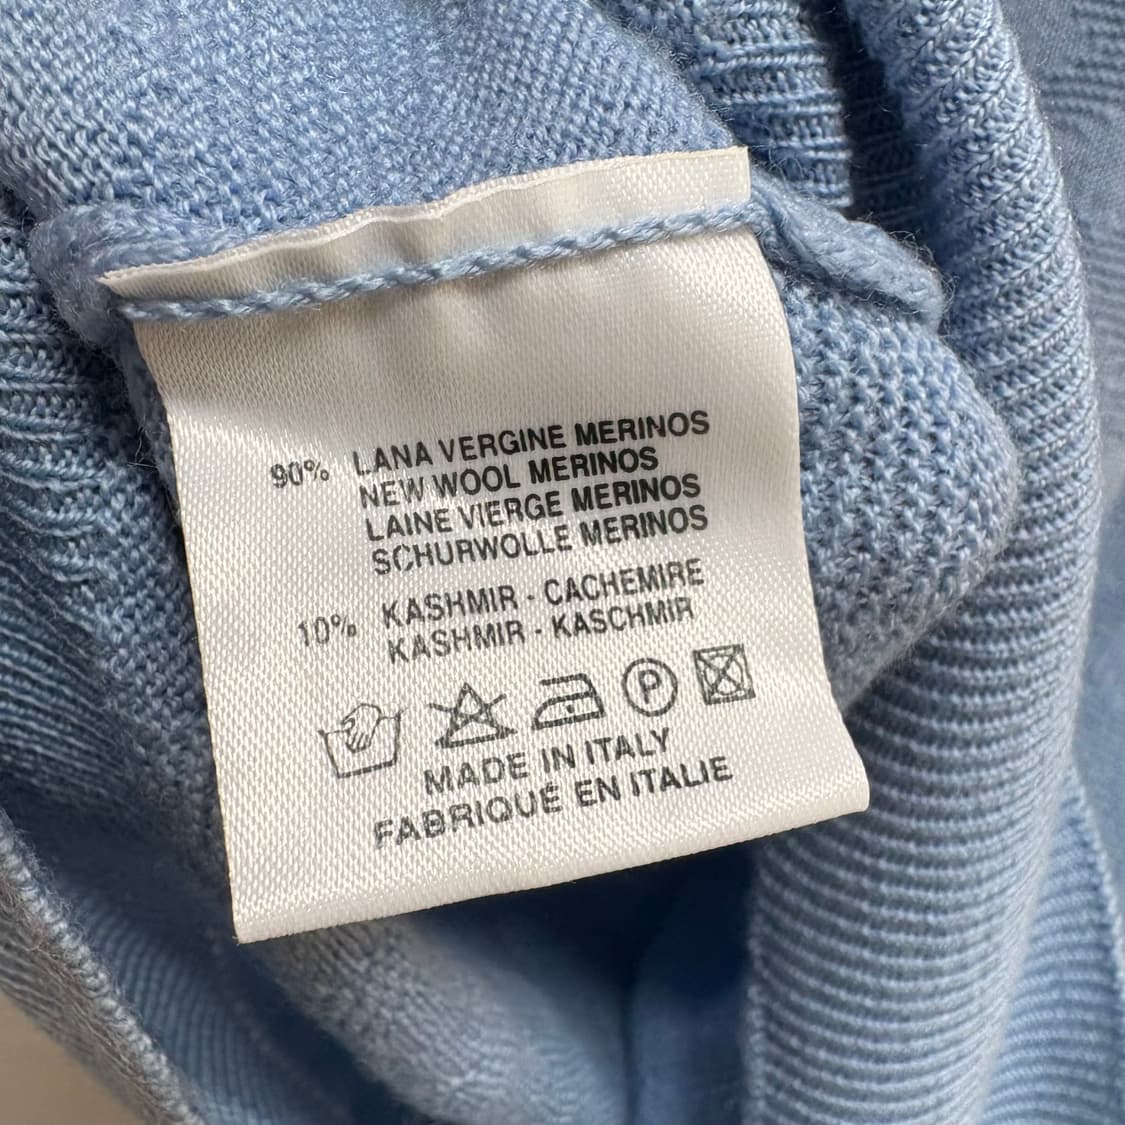 90% LANA VERGINE MERINOS
NEW WOOL MERINOS
LAINE VIERGE MERINOS
SCHURWOLLE MERINOS
10% KASHMIR - CACHEMIRE
KASHMIR - KASCHMIR
P
MADE IN ITALY
FABRIQUÉ EN ITALIE